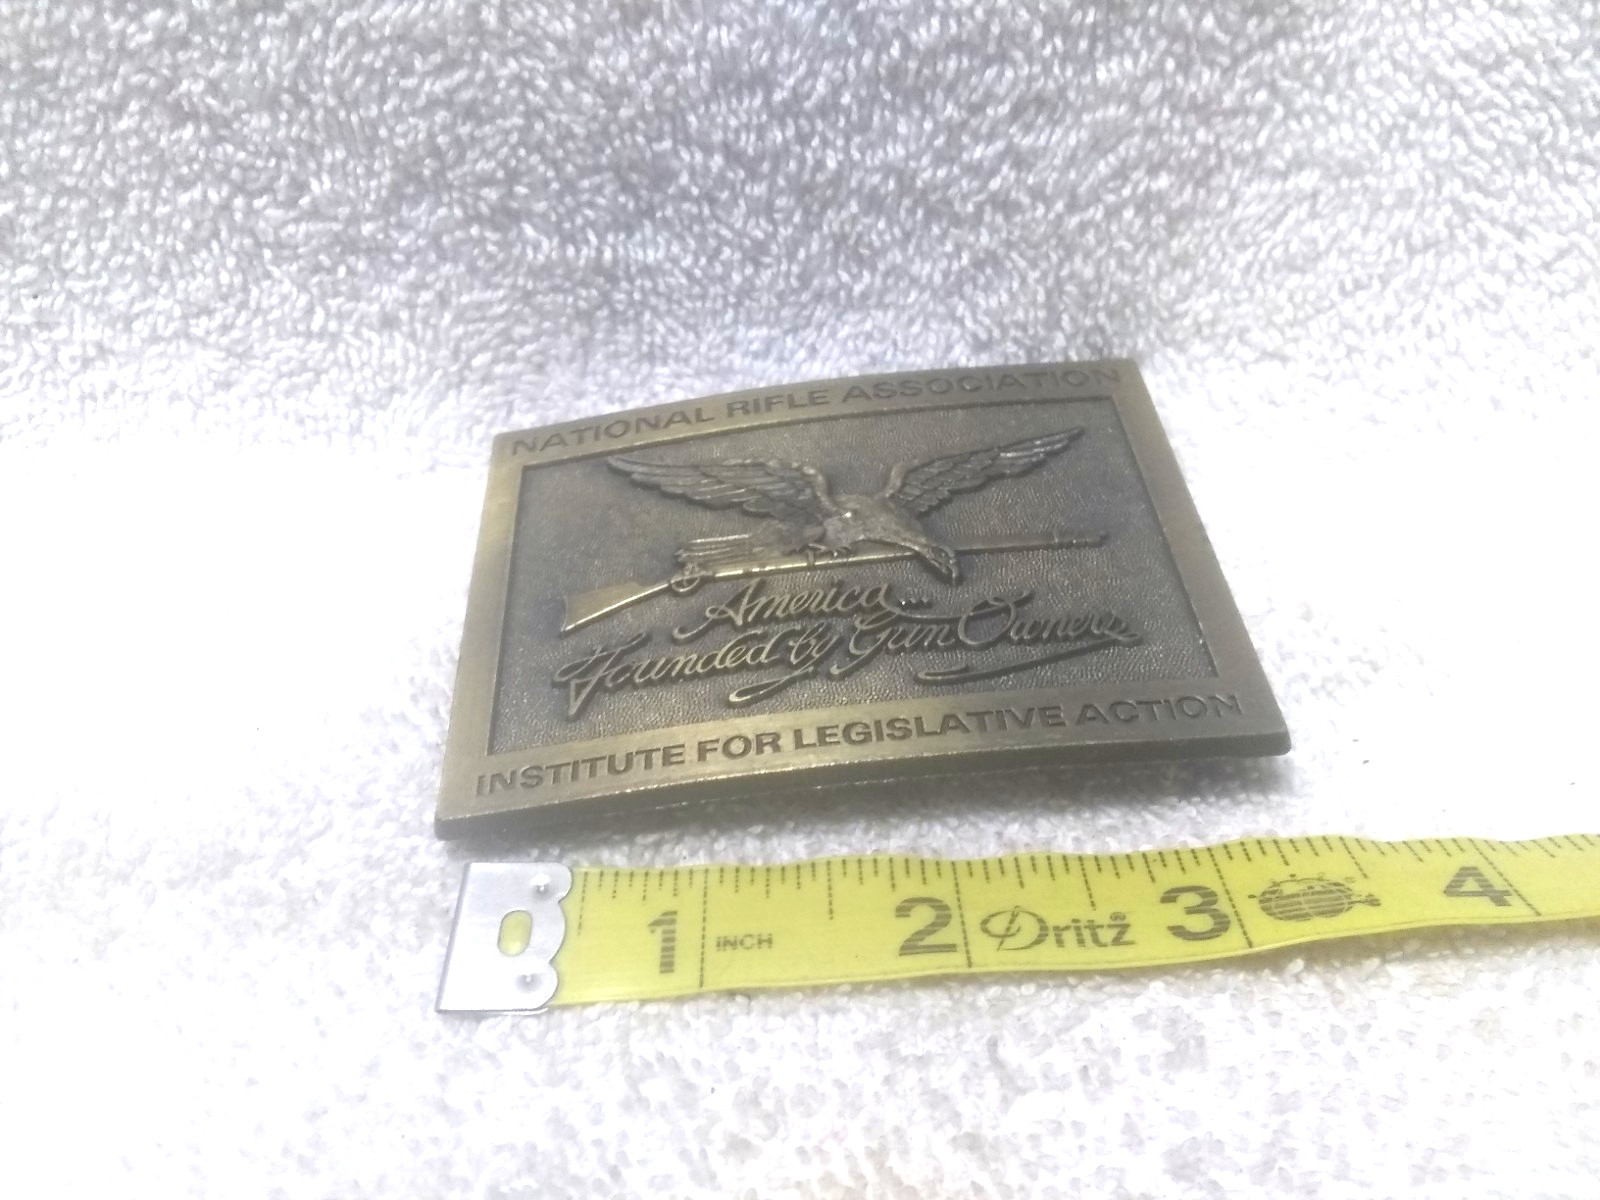 NATIONAL RIFLE ASSOCIATION
America...
Founded by Gun Owners
INSTITUTE FOR LEGISLATIVE ACTION
1 INCH 2 Dritz® 3 4